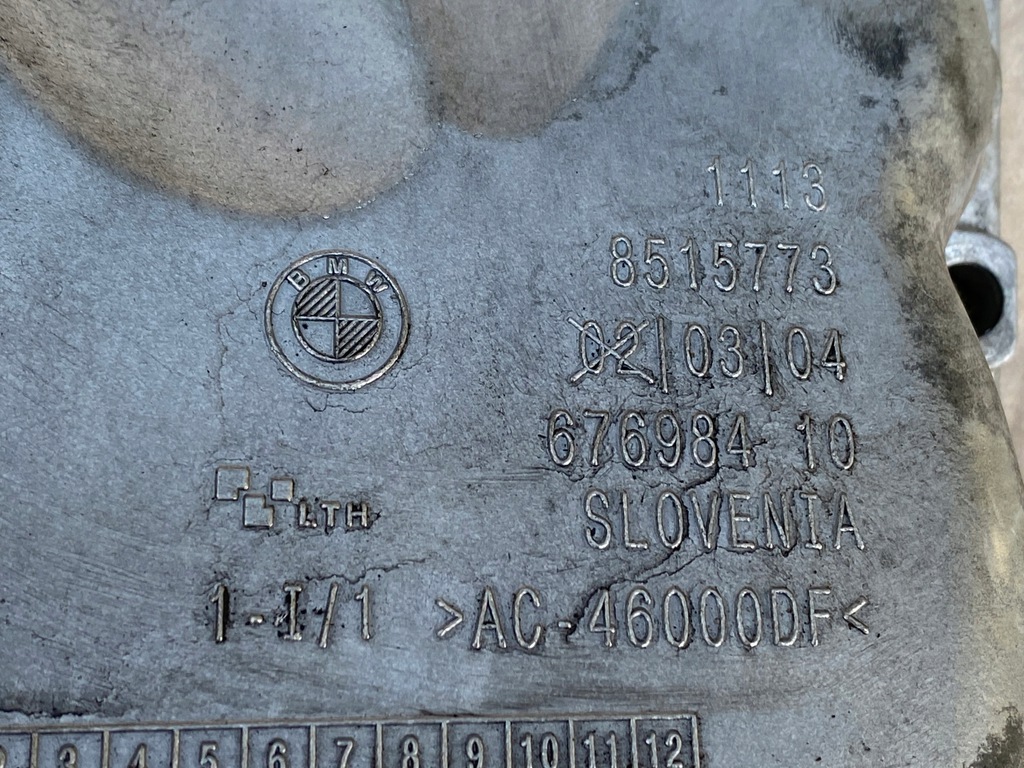 1113
BMW
8515773
02/03/04
676984 10
LTH
SLOVENIA
1-I/1 >AC-46000DF<
3 4 5 6 7 8 9 10 11 12